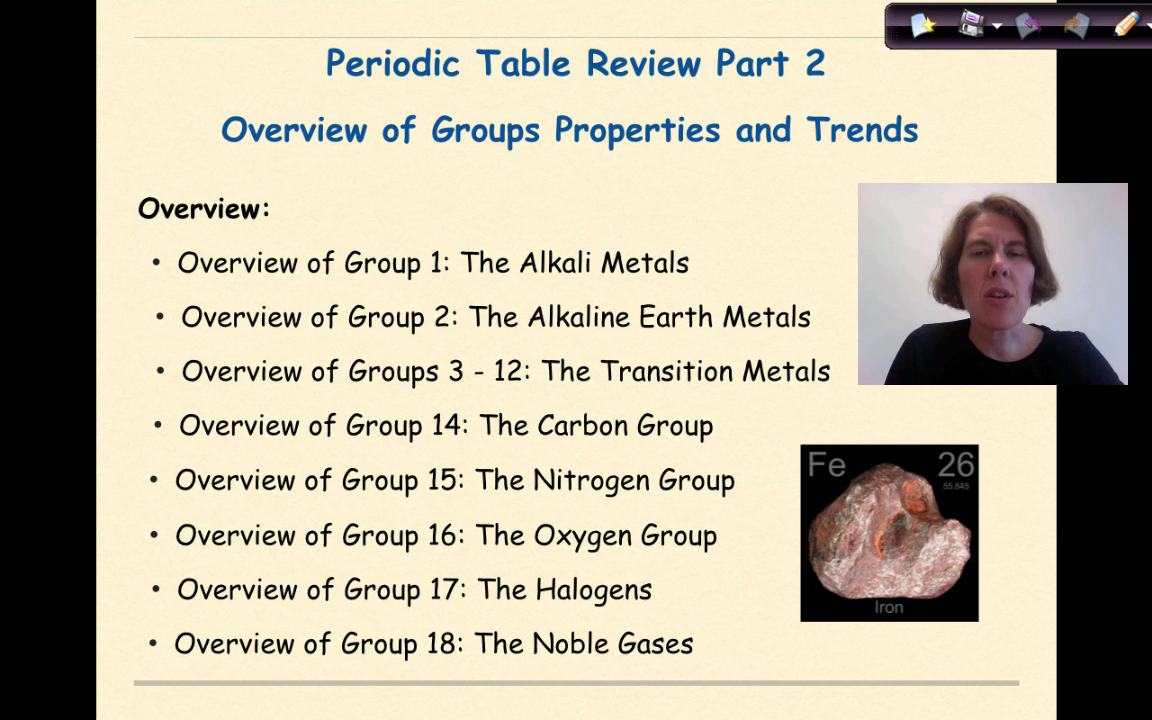 Periodic Table Review Part 2
Overview of Groups Properties and Trends
Overview:
• Overview of Group 1: The Alkali Metals
• Overview of Group 2: The Alkaline Earth Metals
• Overview of Groups 3 - 12: The Transition Metals
• Overview of Group 14: The Carbon Group
• Overview of Group 15: The Nitrogen Group
• Overview of Group 16: The Oxygen Group
• Overview of Group 17: The Halogens
• Overview of Group 18: The Noble Gases
Fe 26
55.845
Iron